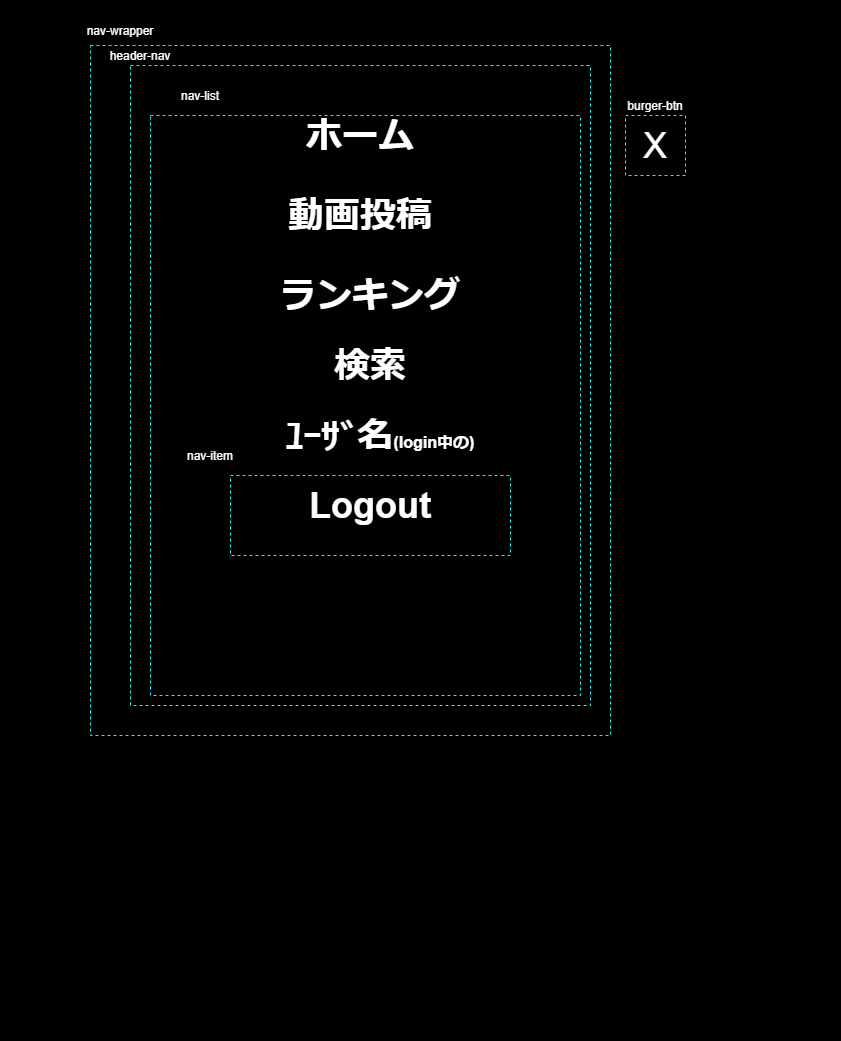 nav-wrapper
header-nav
nav-list
burger-btn
ホーム
X
動画投稿
ランキング
検索
ﾕｰｻﾞ名(login中の)
nav-item
Logout